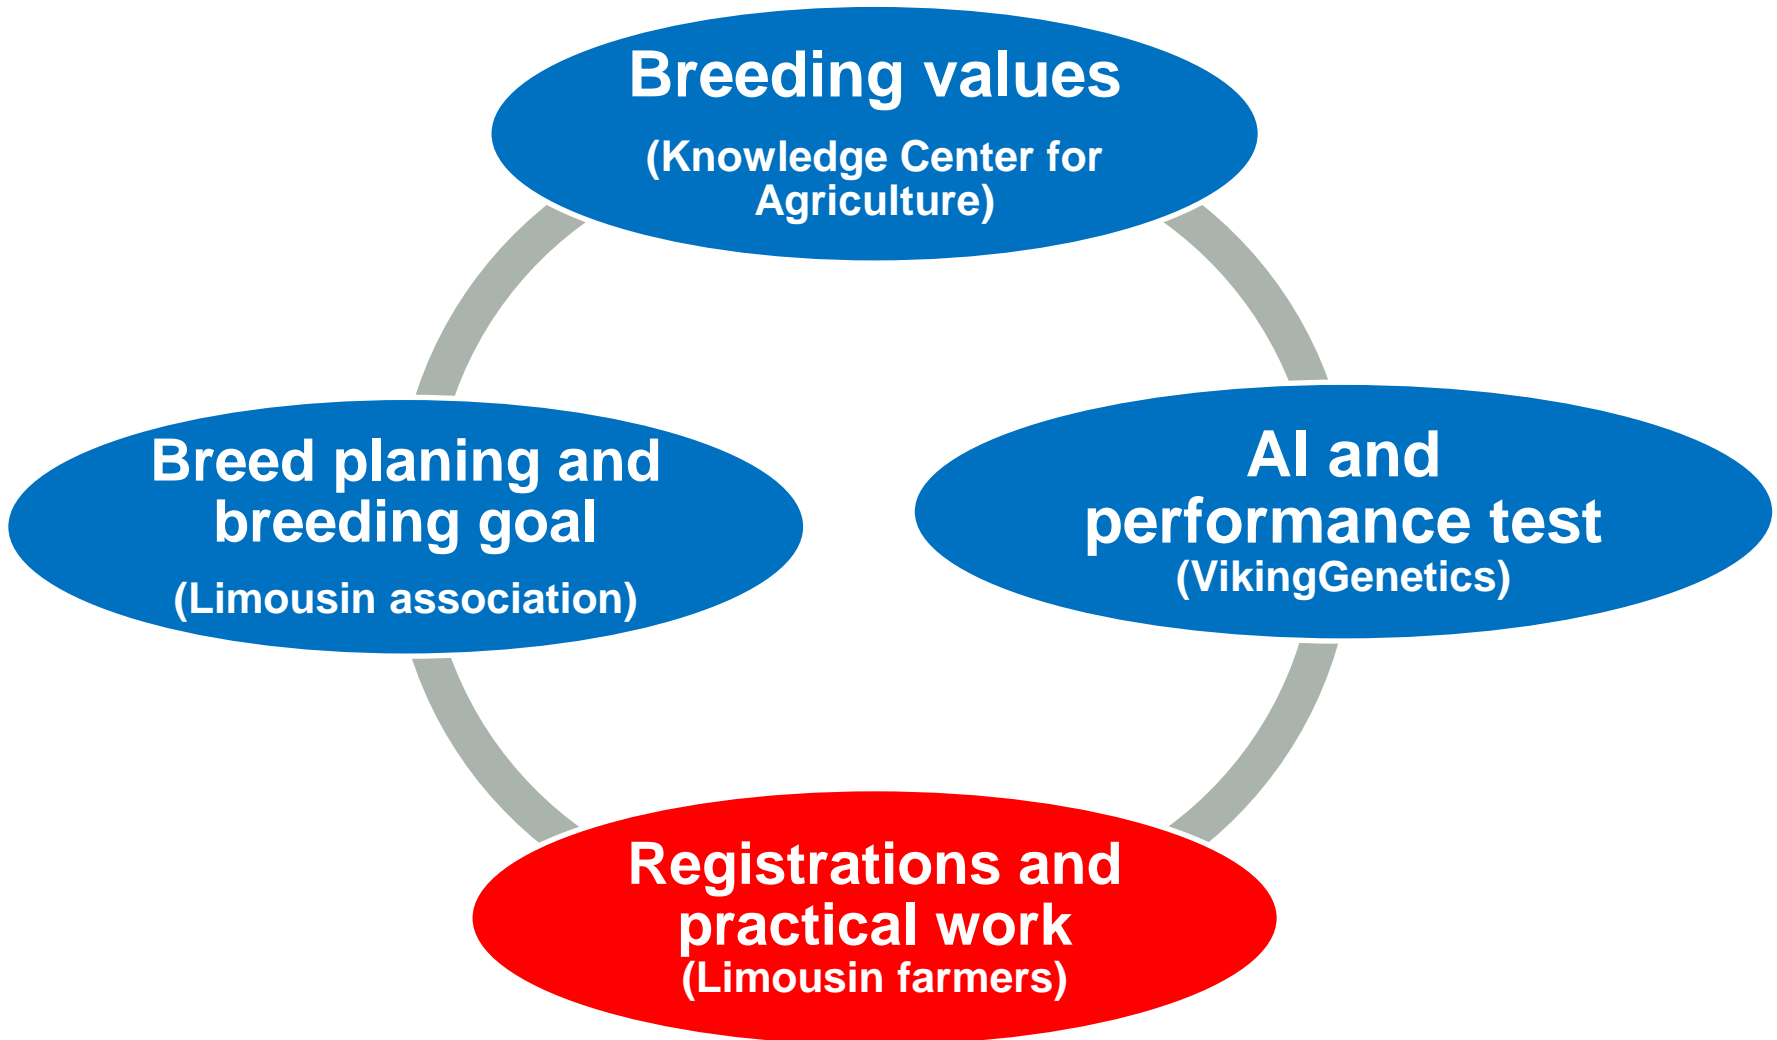 Breeding values
(Knowledge Center for
Agriculture)
Breed planing and
breeding goal
(Limousin association)
AI and
performance test
(VikingGenetics)
Registrations and
practical work
(Limousin farmers)